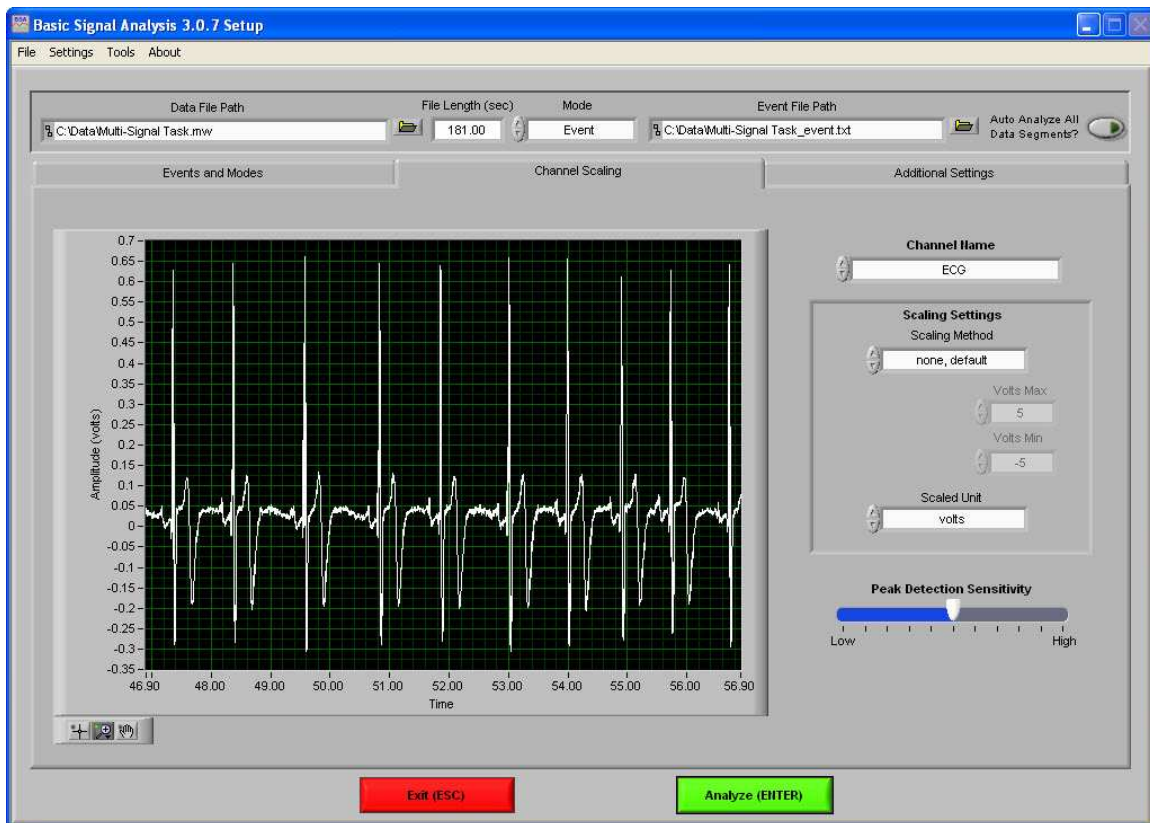 Basic Signal Analysis 3.0.7 Setup
File Settings Tools About
Data File Path
File Length (sec)
Mode
Event File Path
C:\Data\Multi-Signal Task.mw
181.00
Event
C:\Data\Multi-Signal Task_event.txt
Auto Analyze All
Data Segments?
Events and Modes
Channel Scaling
Additional Settings
0.7
0.65
0.6
0.55
0.5
0.45
0.4
0.35
0.3
0.25
0.2
0.15
0.1
0.05
0
-0.05
-0.1
-0.15
-0.2
-0.25
-0.3
-0.35
Amplitude (volts)
46.90 48.00 49.00 50.00 51.00 52.00 53.00 54.00 55.00 56.00 56.90
Time
Channel Name
ECG
Scaling Settings
Scaling Method
none, default
Volts Max
5
Volts Min
-5
Scaled Unit
volts
Peak Detection Sensitivity
Low High
Exit (ESC)
Analyze (ENTER)